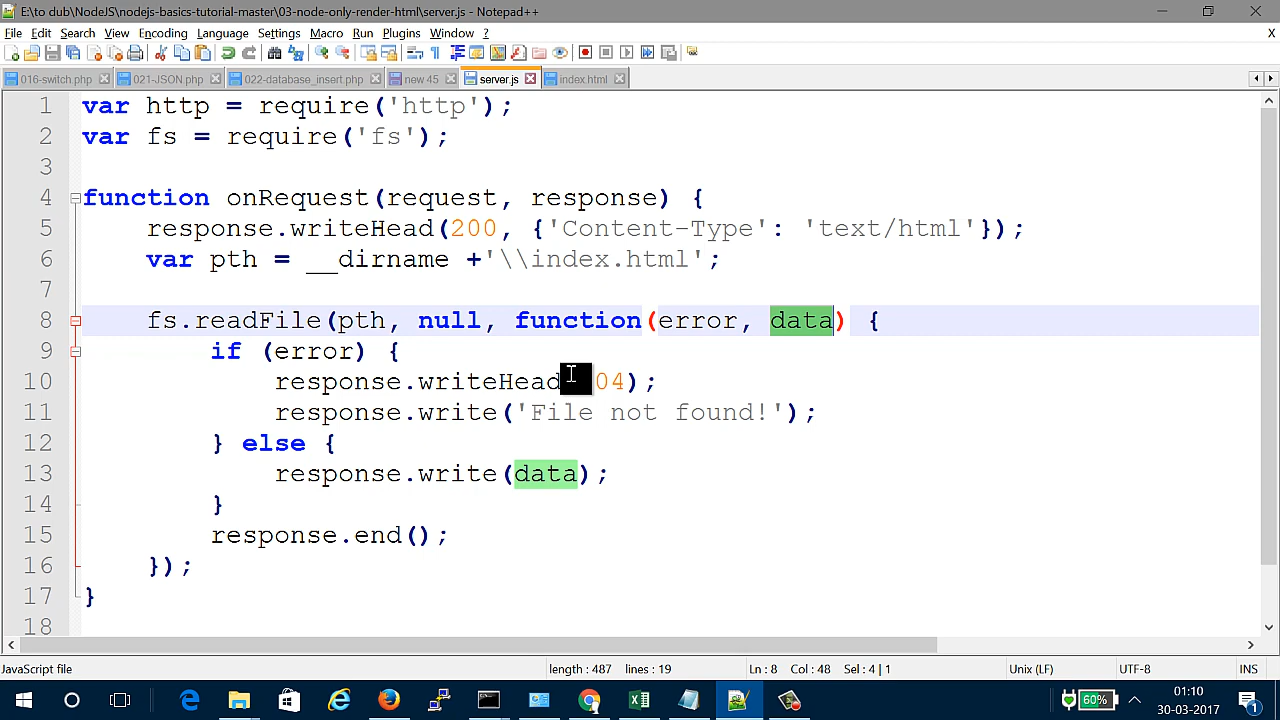 E:\to dub\NodeJS\nodejs-basics-tutorial-master\03-node-only-render-html\server.js - Notepad++
File Edit Search View Encoding Language Settings Macro Run Plugins Window ? X
016-switch.php 021-JSON.php 022-database_insert.php new 45 server.js index.html
1 var http = require('http');
2 var fs = require('fs');
3
4 function onRequest(request, response) {
5 response.writeHead(200, {'Content-Type': 'text/html'});
6 var pth = __dirname +'\\index.html';
7
8 fs.readFile(pth, null, function(error, data) {
9 if (error) {
10 response.writeHead 04);
11 response.write('File not found!');
12 } else {
13 response.write(data);
14 }
15 response.end();
16 });
17 }
18
JavaScript file length : 487 lines : 19 Ln : 8 Col : 48 Sel : 4 | 1 Unix (LF) UTF-8 INS
60% 01:10
30-03-2017 1